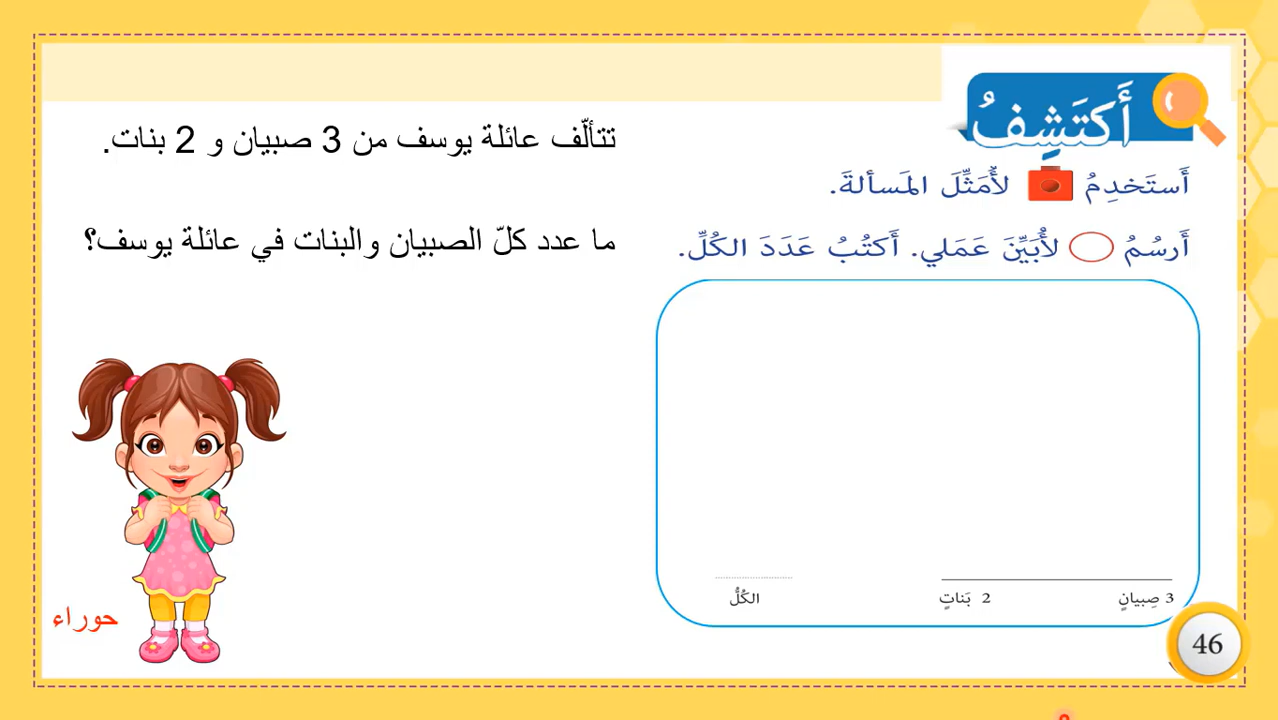 أَكتَشِفُ
أَستَخدِمُ لأُمَثِّلَ المَسألةَ.
أَرسُمُ لأُبَيِّنَ عَمَلي. أَكتُبُ عَدَدَ الكُلِّ.
تتألّف عائلة يوسف من 3 صبيان و 2 بنات.
ما عدد كلّ الصبيان والبنات في عائلة يوسف؟
3 صِبيانٍ 2 بَناتٍ الكُلُّ
حوراء
46